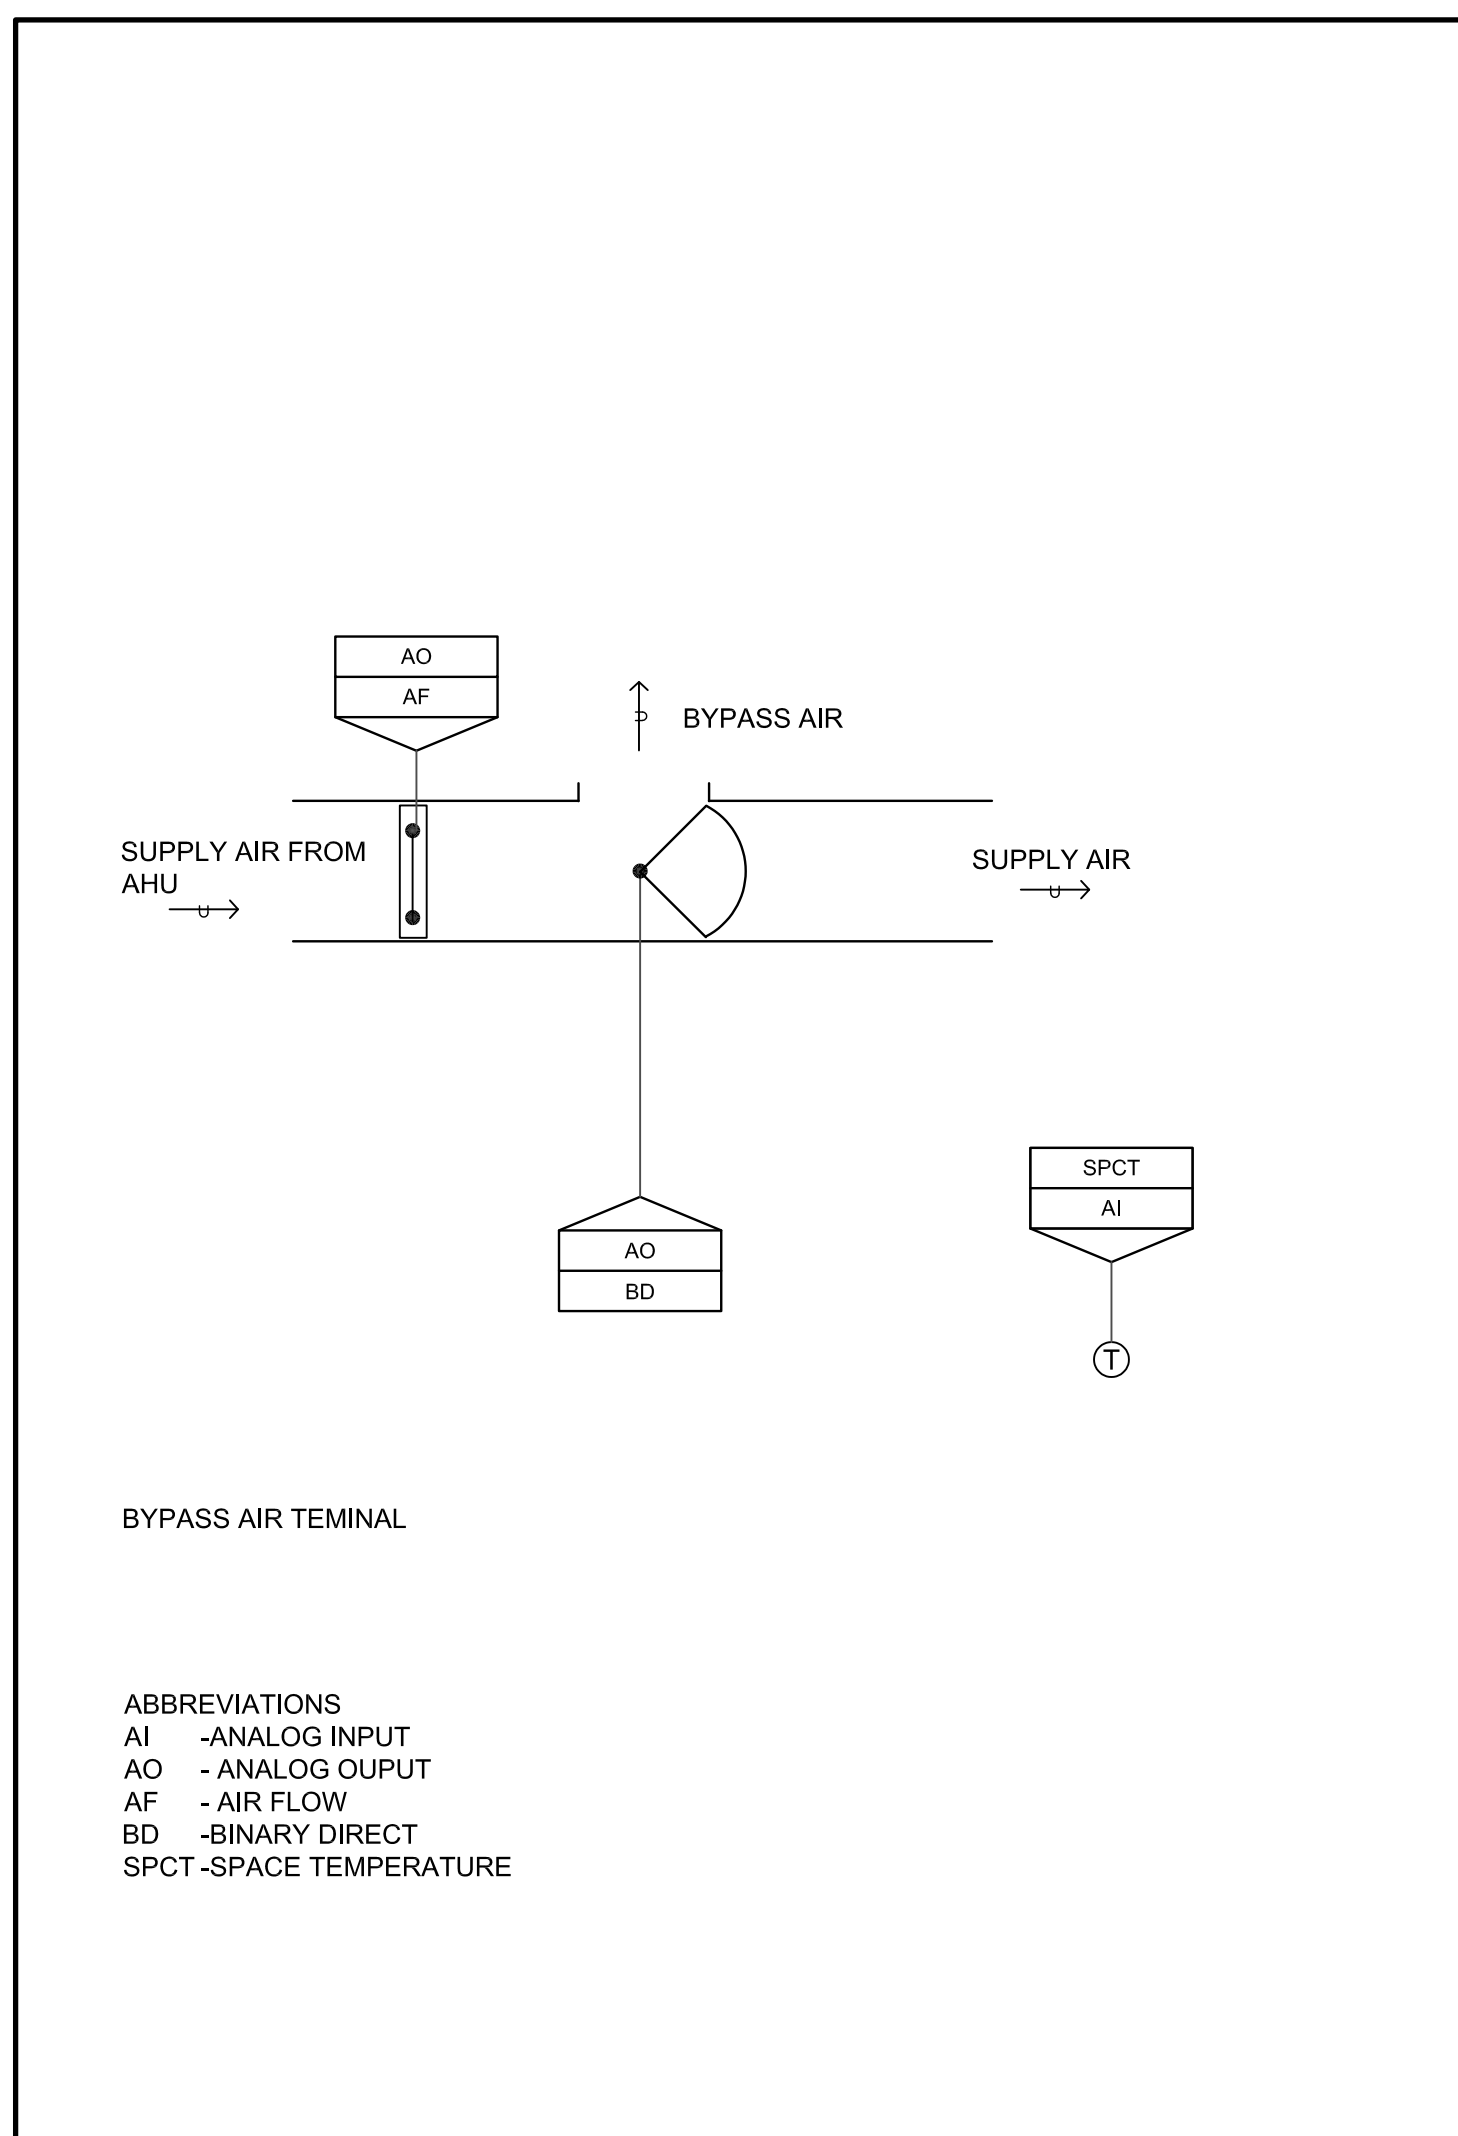 AO
AF
BYPASS AIR
SUPPLY AIR FROM
AHU
U
U
SUPPLY AIR
U
SPCT
AI
AO
BD
T
BYPASS AIR TEMINAL
ABBREVIATIONS
AI -ANALOG INPUT
AO - ANALOG OUPUT
AF - AIR FLOW
BD -BINARY DIRECT
SPCT -SPACE TEMPERATURE